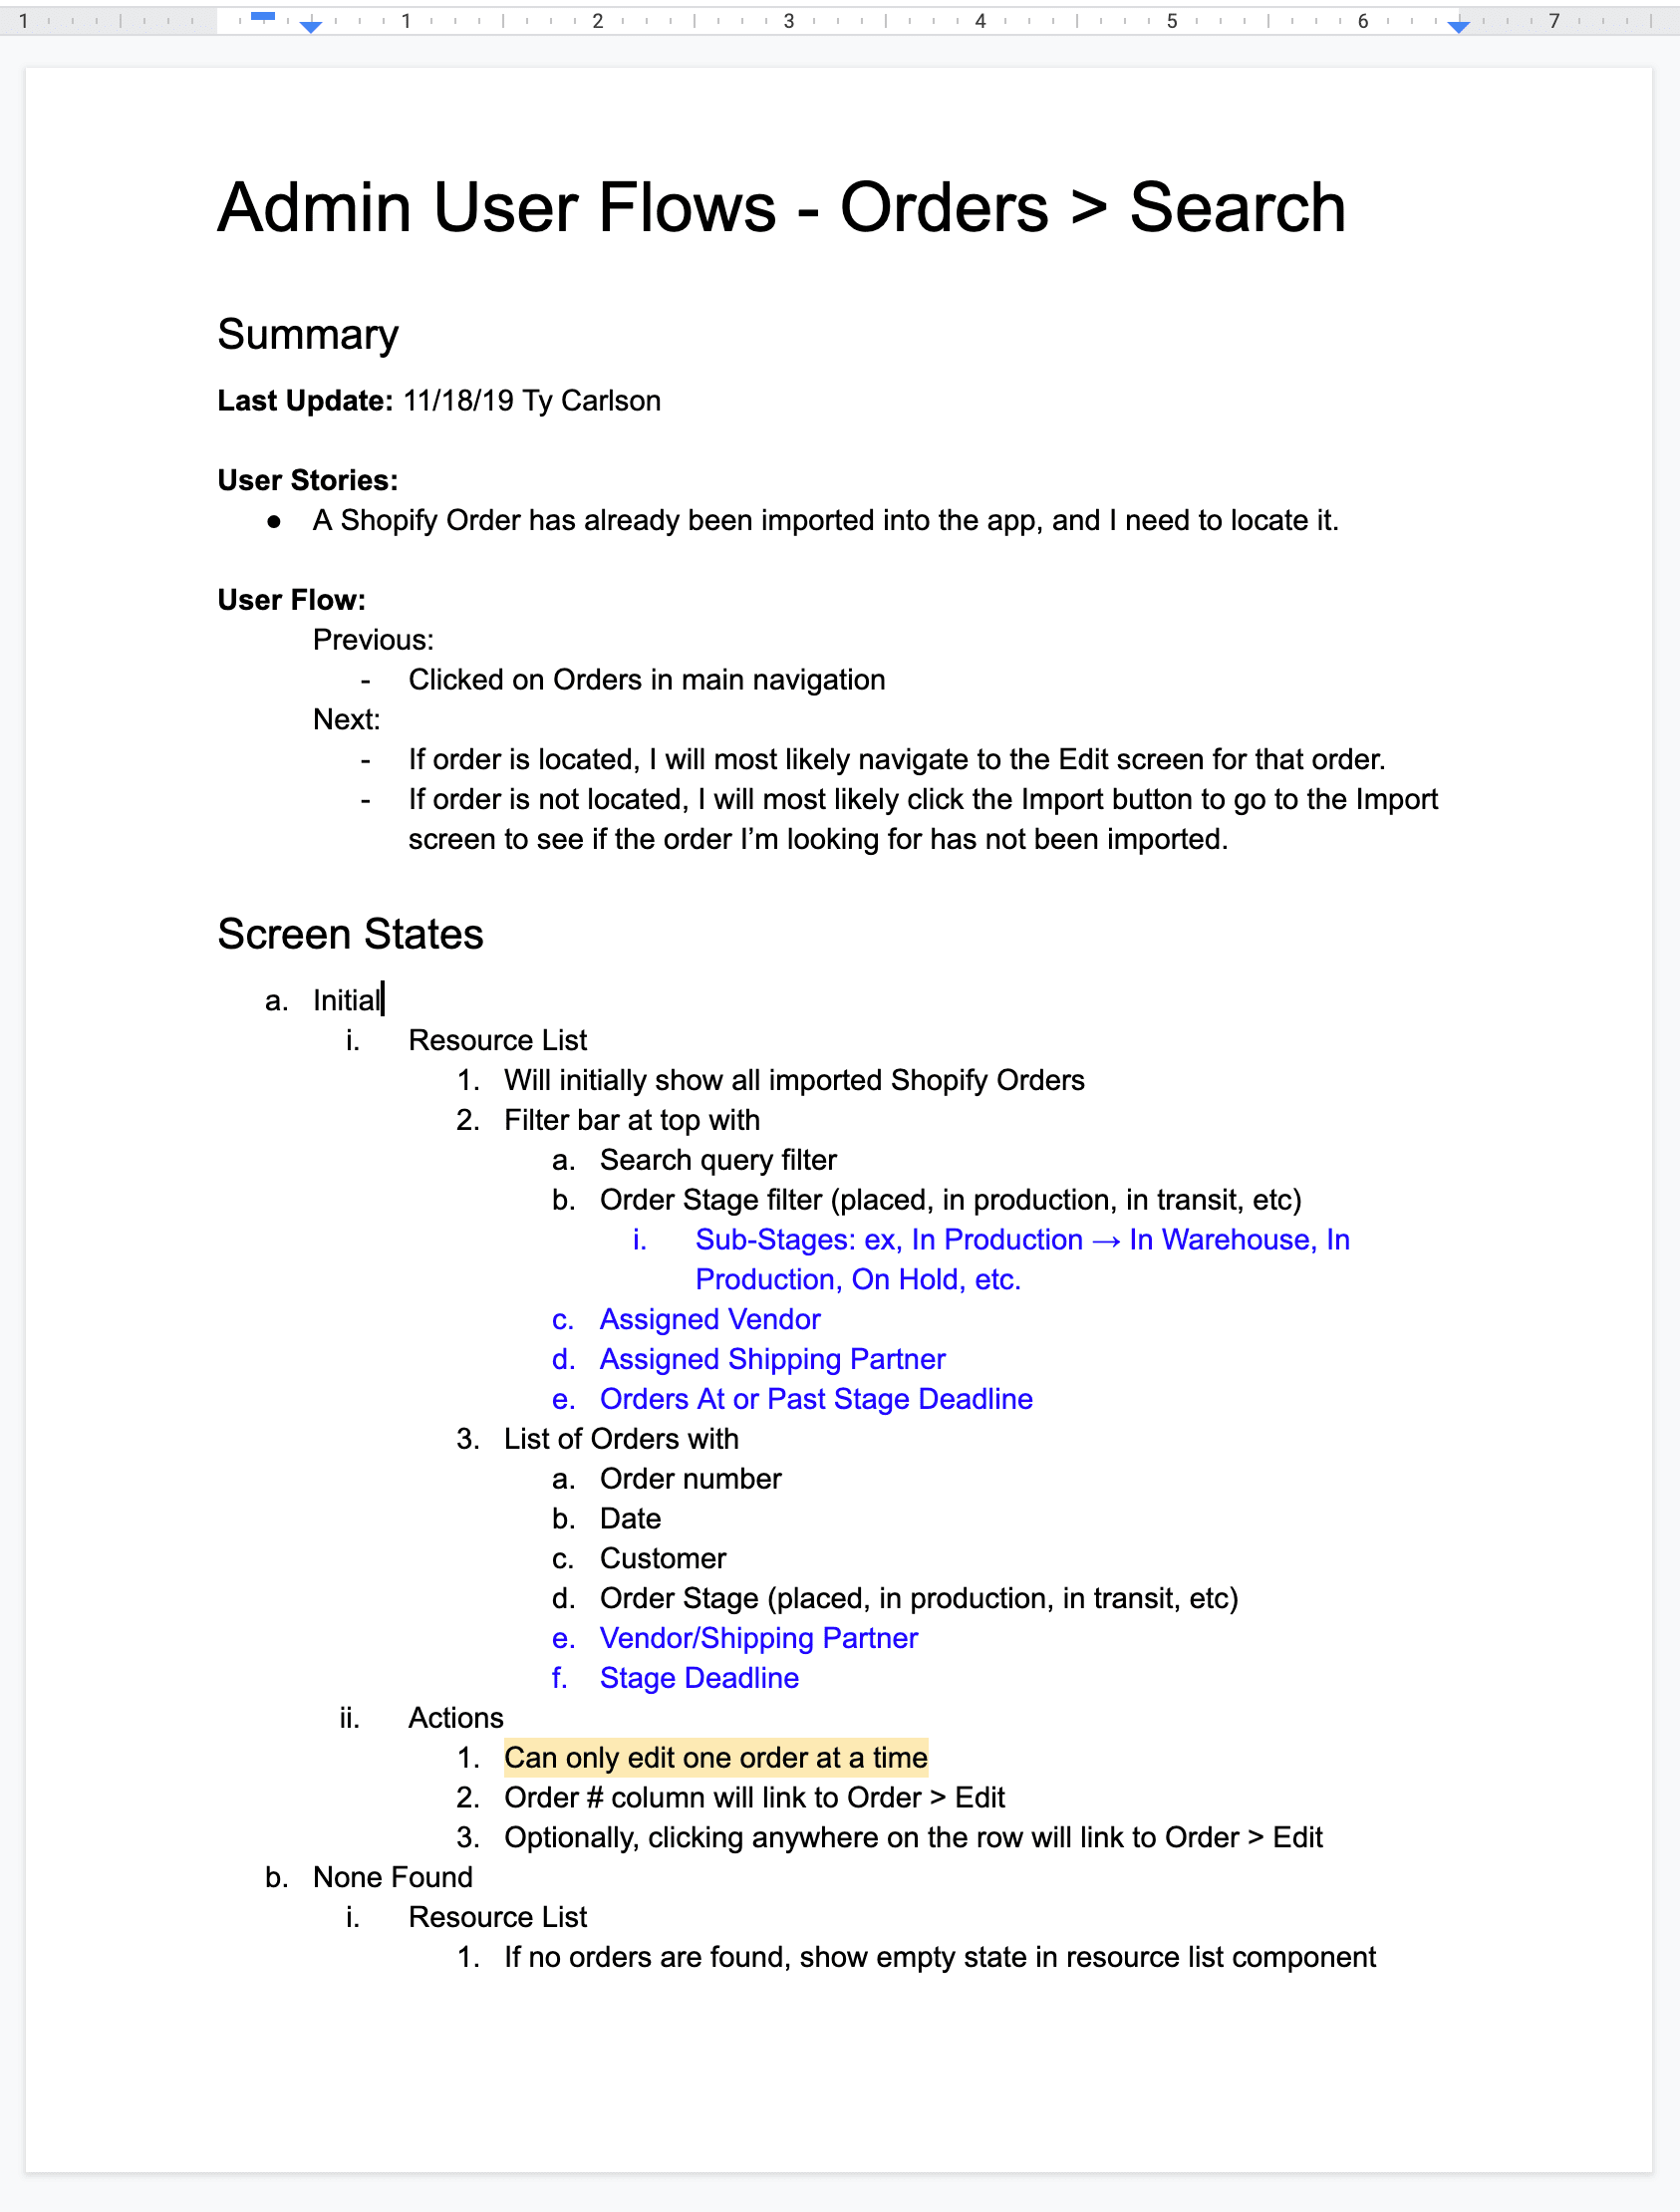 1 1 2 3 4 5 6 7
Admin User Flows - Orders > Search
Summary
Last Update: 11/18/19 Ty Carlson
User Stories:
● A Shopify Order has already been imported into the app, and I need to locate it.
User Flow:
Previous:
- Clicked on Orders in main navigation
Next:
- If order is located, I will most likely navigate to the Edit screen for that order.
- If order is not located, I will most likely click the Import button to go to the Import
screen to see if the order I’m looking for has not been imported.
Screen States
a. Initial
i. Resource List
1. Will initially show all imported Shopify Orders
2. Filter bar at top with
a. Search query filter
b. Order Stage filter (placed, in production, in transit, etc)
i. Sub-Stages: ex, In Production → In Warehouse, In
Production, On Hold, etc.
c. Assigned Vendor
d. Assigned Shipping Partner
e. Orders At or Past Stage Deadline
3. List of Orders with
a. Order number
b. Date
c. Customer
d. Order Stage (placed, in production, in transit, etc)
e. Vendor/Shipping Partner
f. Stage Deadline
ii. Actions
1. Can only edit one order at a time
2. Order # column will link to Order > Edit
3. Optionally, clicking anywhere on the row will link to Order > Edit
b. None Found
i. Resource List
1. If no orders are found, show empty state in resource list component